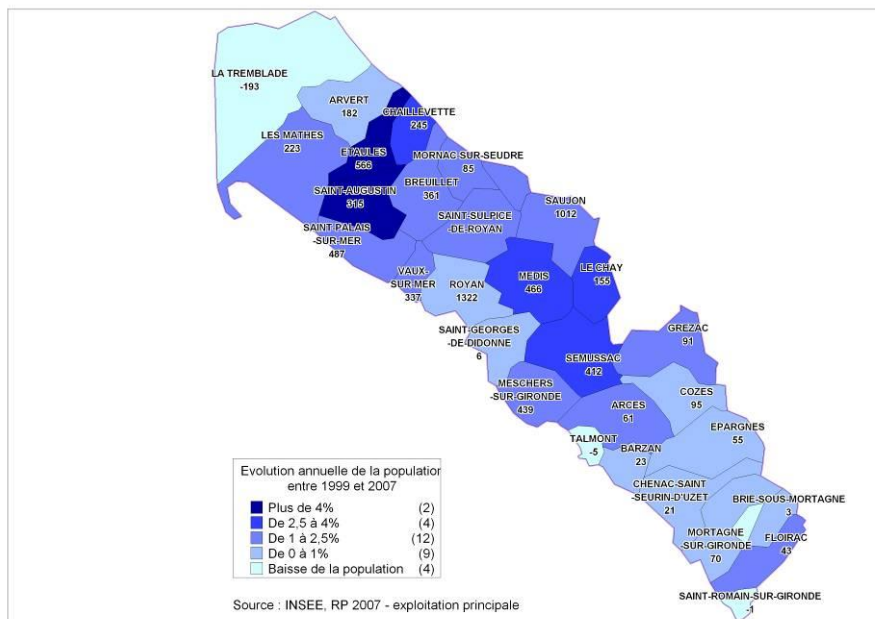 LA TREMBLADE
-193
ARVERT
182
CHAILLEVETTE
245
LES MATHES
223
ETAULES
566
MORNAC SUR-SEUDRE
85
BREUILLET
361
SAINT-AUGUSTIN
315
SAUJON
1012
SAINT-SULPICE
-DE-ROYAN
SAINT PALAIS
-SUR-MER
487
VAUX-
SUR MER
337
ROYAN
1322
MEDIS
466
LE CHAY
155
SAINT-GEORGES
-DE-DIDONNE
6
SEMUSSAC
412
GREZAC
91
MESCHERS
-SUR-GIRONDE
439
COZES
95
ARCES
61
EPARGNES
55
TALMONT
-5
BARZAN
23
CHENAC-SAINT
-SEURIN-D'UZET
21
BRIE-SOUS-MORTAGNE
3
MORTAGNE
-SUR-GIRONDE
70
FLOIRAC
43
SAINT-ROMAIN-SUR-GIRONDE
-1
Evolution annuelle de la population
entre 1999 et 2007
Plus de 4% (2)
De 2,5 à 4% (4)
De 1 à 2,5% (12)
De 0 à 1% (9)
Baisse de la population (4)
Source : INSEE, RP 2007 - exploitation principale